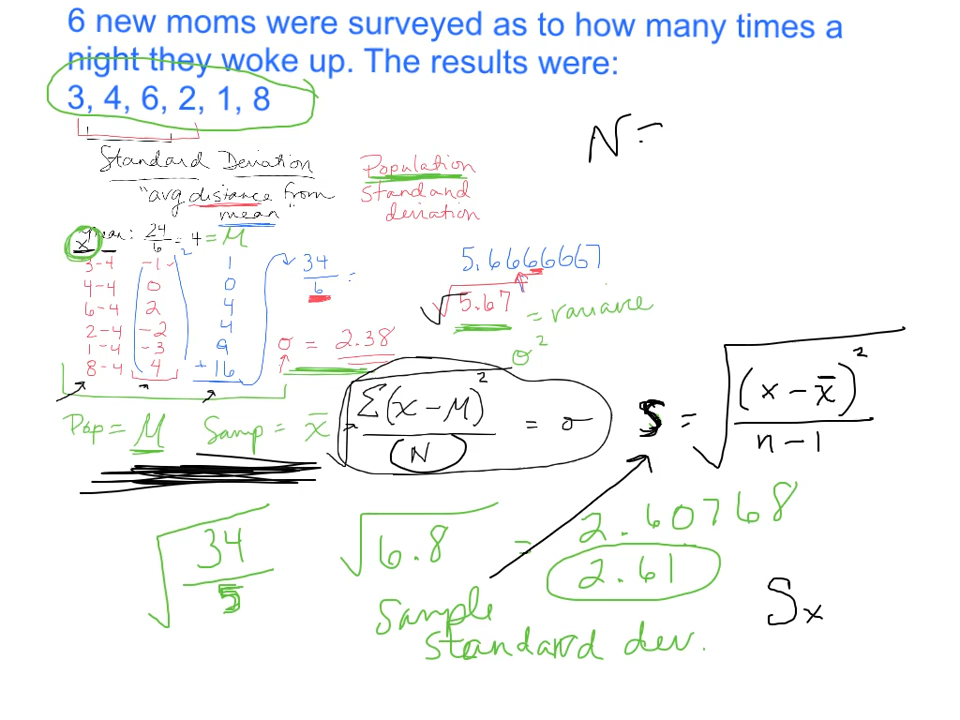 6 new moms were surveyed as to how many times a
night they woke up. The results were:
3, 4, 6, 2, 1, 8
N =
Standard Deviation
"avg distance from
mean"
Population
Standard
deviation
x
mean: 24/6 = 4 = M
3-4 -1 1
4-4 0 0
6-4 2 4
2-4 -2 4
1-4 -3 9
8-4 4 + 16
2
34/6 =
5.6666667
√5.67 = variance
σ²
σ = 2.38
Pop = M Samp = x̄
√Σ(x-M)²/N = σ
S = √(x-x̄)²/n-1
√34/5 √6.8 = 2.60768
2.61
Sample
standard dev.
Sx